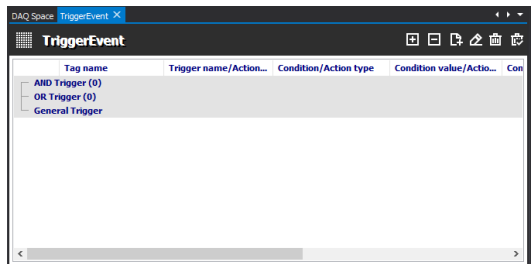 DAQ Space TriggerEvent
TriggerEvent
Tag name Trigger name/Action... Condition/Action type Condition value/Actio... Con
AND Trigger (0)
OR Trigger (0)
General Trigger